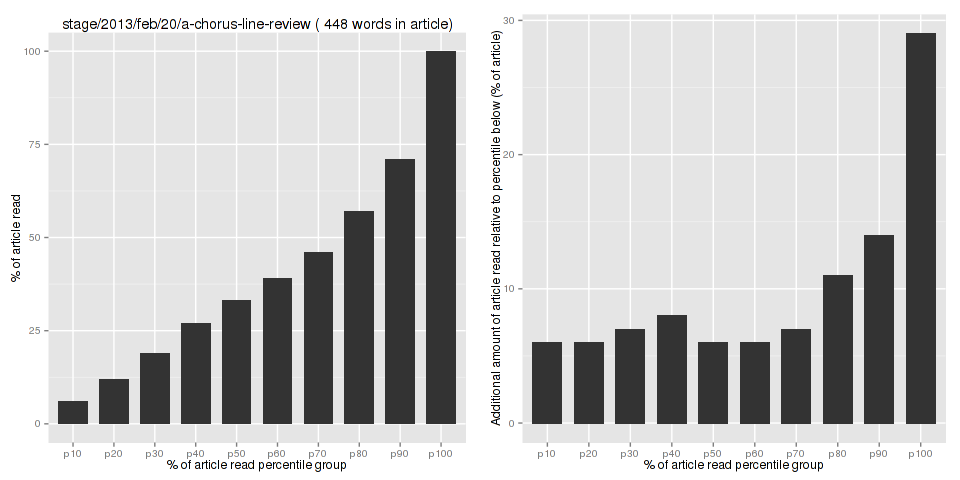 stage/2013/feb/20/a-chorus-line-review ( 448 words in article)
% of article read
100
75
50
25
0
p10 p20 p30 p40 p50 p60 p70 p80 p90 p100
% of article read percentile group
Additional amount of article read relative to percentile below (% of article)
30
20
10
0
p10 p20 p30 p40 p50 p60 p70 p80 p90 p100
% of article read percentile group